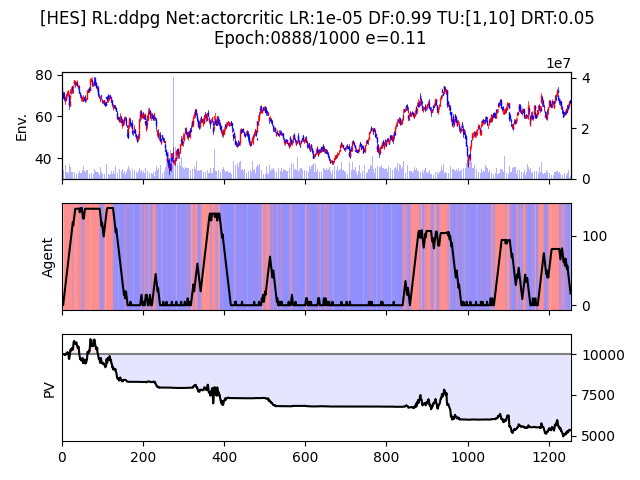 [HES] RL:ddpg Net:actorcritic LR:1e-05 DF:0.99 TU:[1,10] DRT:0.05
Epoch:0888/1000 e=0.11
1e7
80
60
40
Env.
4
2
0
Agent
100
0
PV
10000
7500
5000
0 200 400 600 800 1000 1200